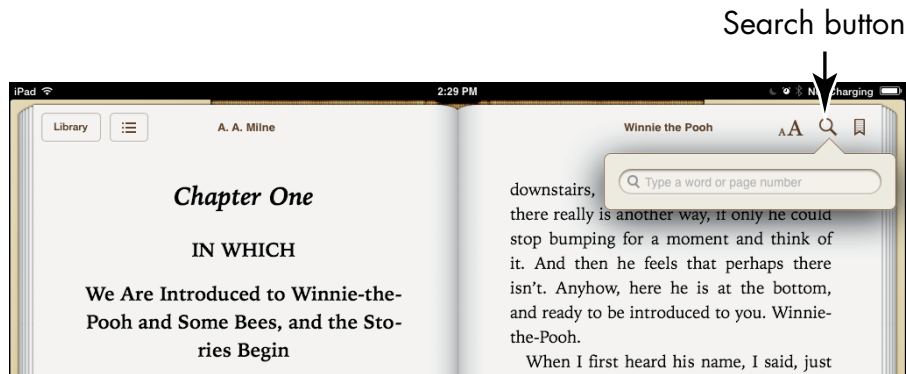 Search button
iPad 2:29 PM Charging
Library A. A. Milne Winnie the Pooh AA
Type a word or page number
Chapter One
IN WHICH
We Are Introduced to Winnie-the-
Pooh and Some Bees, and the Sto-
ries Begin
downstairs,
there really is another way, if only he could
stop bumping for a moment and think of
it. And then he feels that perhaps there
isn't. Anyhow, here he is at the bottom,
and ready to be introduced to you. Winnie-
the-Pooh.
When I first heard his name, I said, just